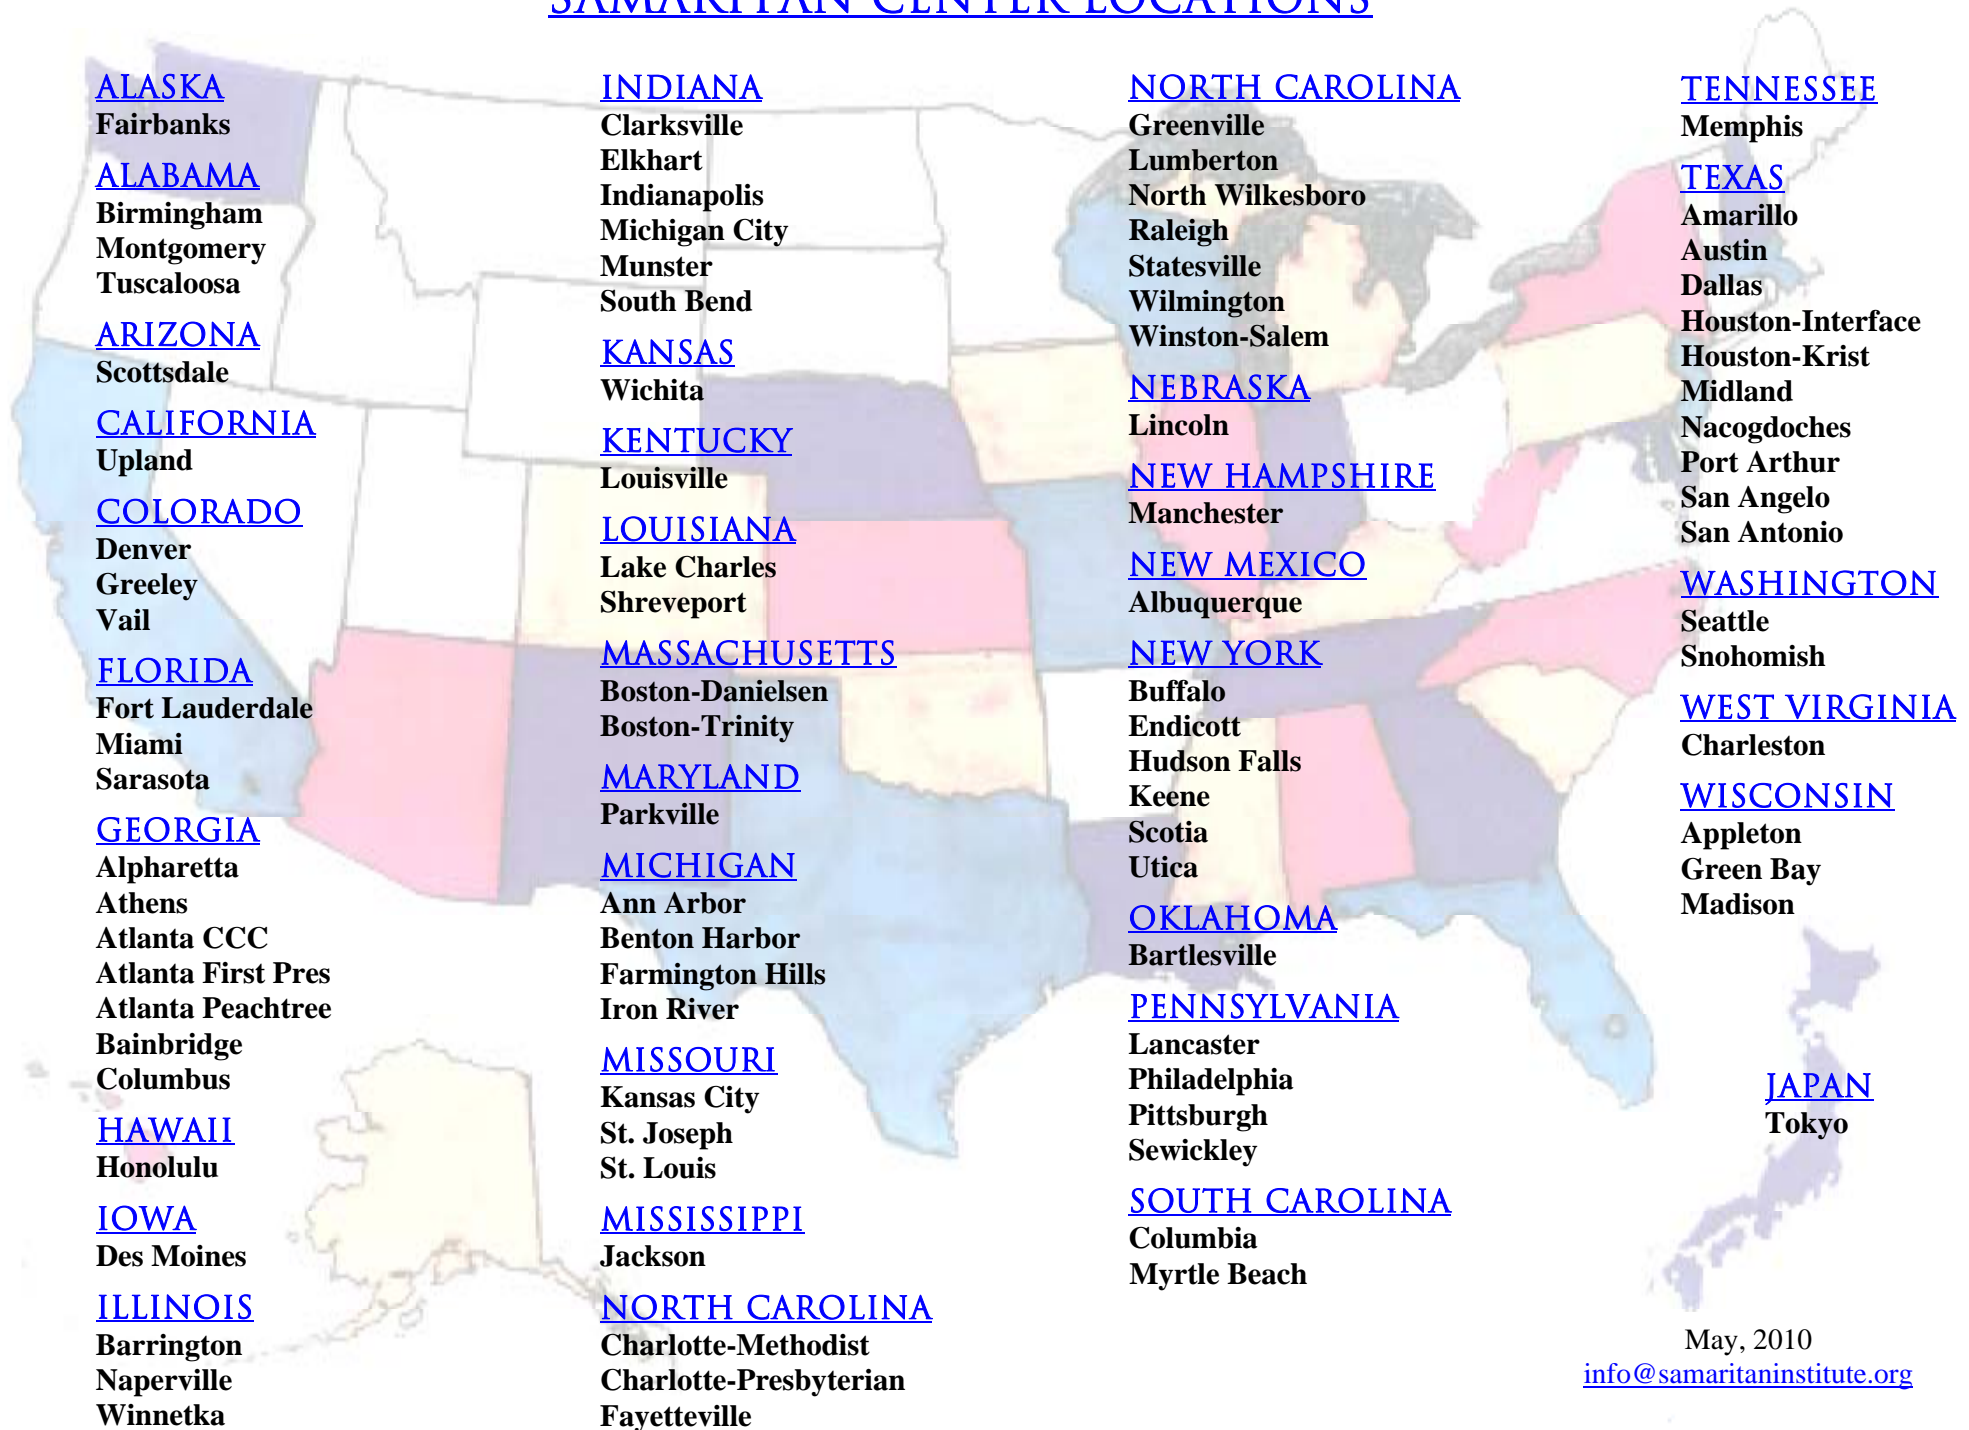 SAMARITAN CENTER LOCATIONS
ALASKA
Fairbanks
ALABAMA
Birmingham
Montgomery
Tuscaloosa
ARIZONA
Scottsdale
CALIFORNIA
Upland
COLORADO
Denver
Greeley
Vail
FLORIDA
Fort Lauderdale
Miami
Sarasota
GEORGIA
Alpharetta
Athens
Atlanta CCC
Atlanta First Pres
Atlanta Peachtree
Bainbridge
Columbus
HAWAII
Honolulu
IOWA
Des Moines
ILLINOIS
Barrington
Naperville
Winnetka
INDIANA
Clarksville
Elkhart
Indianapolis
Michigan City
Munster
South Bend
KANSAS
Wichita
KENTUCKY
Louisville
LOUISIANA
Lake Charles
Shreveport
MASSACHUSETTS
Boston-Danielsen
Boston-Trinity
MARYLAND
Parkville
MICHIGAN
Ann Arbor
Benton Harbor
Farmington Hills
Iron River
MISSOURI
Kansas City
St. Joseph
St. Louis
MISSISSIPPI
Jackson
NORTH CAROLINA
Charlotte-Methodist
Charlotte-Presbyterian
Fayetteville
NORTH CAROLINA
Greenville
Lumberton
North Wilkesboro
Raleigh
Statesville
Wilmington
Winston-Salem
NEBRASKA
Lincoln
NEW HAMPSHIRE
Manchester
NEW MEXICO
Albuquerque
NEW YORK
Buffalo
Endicott
Hudson Falls
Keene
Scotia
Utica
OKLAHOMA
Bartlesville
PENNSYLVANIA
Lancaster
Philadelphia
Pittsburgh
Sewickley
SOUTH CAROLINA
Columbia
Myrtle Beach
TENNESSEE
Memphis
TEXAS
Amarillo
Austin
Dallas
Houston-Interface
Houston-Krist
Midland
Nacogdoches
Port Arthur
San Angelo
San Antonio
WASHINGTON
Seattle
Snohomish
WEST VIRGINIA
Charleston
WISCONSIN
Appleton
Green Bay
Madison
JAPAN
Tokyo
May, 2010
info@samaritaninstitute.org